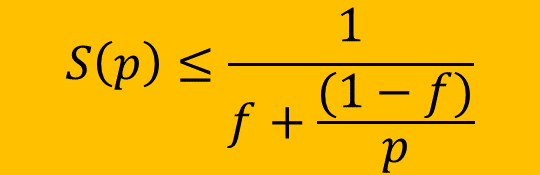 S(p) ≤ 1 / (f + (1 − f) / p)